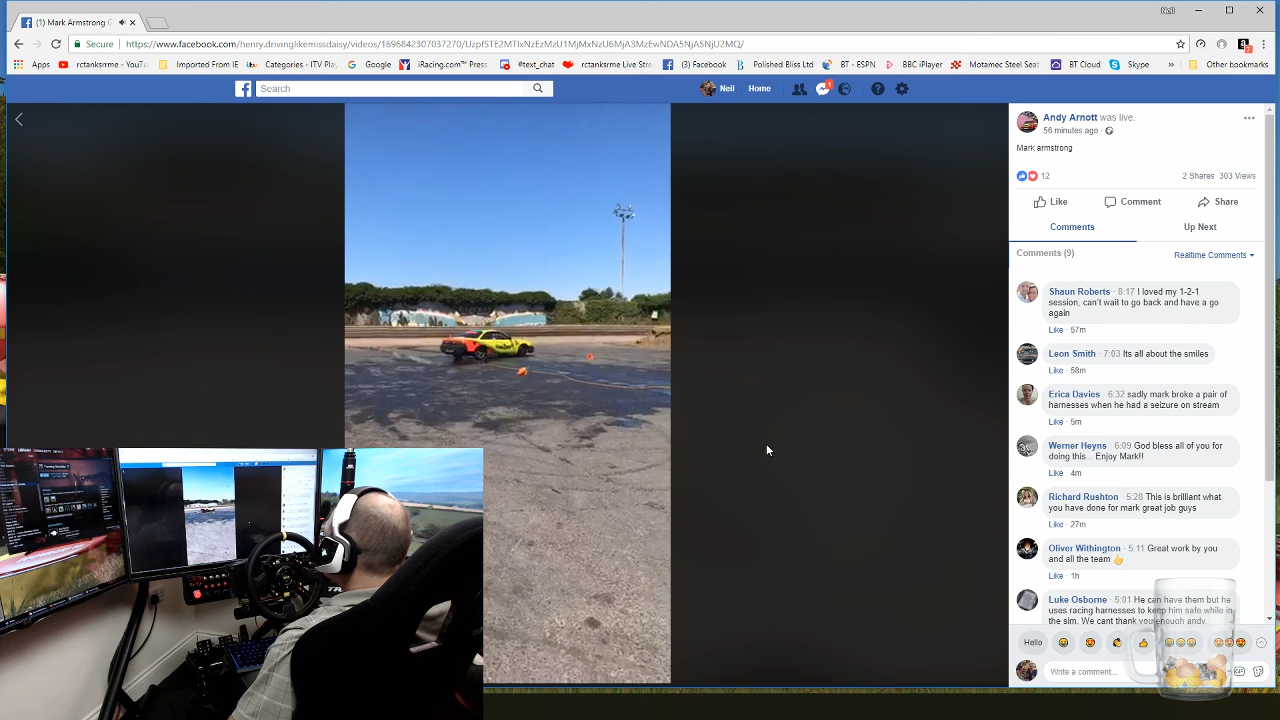 Neil
(1) Mark Armstrong G
Secure https://www.facebook.com/henry.drivinglikemissdaisy/videos/1696842307037270/UzpfSTE2MTIxNzEzMzU1MjMxNzU6MjA3MzEwNDA5NjA5NjU2MQ/
Apps rctanksrme - YouTu Imported From IE Categories - ITV Play Google iRacing.com™ Press #text_chat rctanksrme Live Stre (3) Facebook Polished Bliss Ltd BT - ESPN BBC iPlayer Motamec Steel Seat BT Cloud Skype » Other bookmarks
Search Neil Home 1
Andy Arnott was live.
56 minutes ago
Mark armstrong
12 2 Shares 303 Views
Like Comment Share
Comments Up Next
Comments (9)
Realtime Comments
Shaun Roberts · 8:17 I loved my 1-2-1
session, can't wait to go back and have a go
again
Like · 57m
Leon Smith · 7:03 Its all about the smiles
Like · 58m
Erica Davies · 6:32 sadly mark broke a pair of
harnesses when he had a seizure on stream
Like · 5m
Werner Heyns · 6:09 God bless all of you for
doing this... Enjoy Mark!!
Like · 4m
Richard Rushton · 5:28 This is brilliant what
you have done for mark great job guys
Like · 27m
Oliver Withington · 5:11 Great work by you
and all the team
Like · 1h
Luke Osborne · 5:01 He can have them but he
uses racing harnesses to keep him safe while in
the sim. We cant thank you enough andy.
Hello
Write a comment...